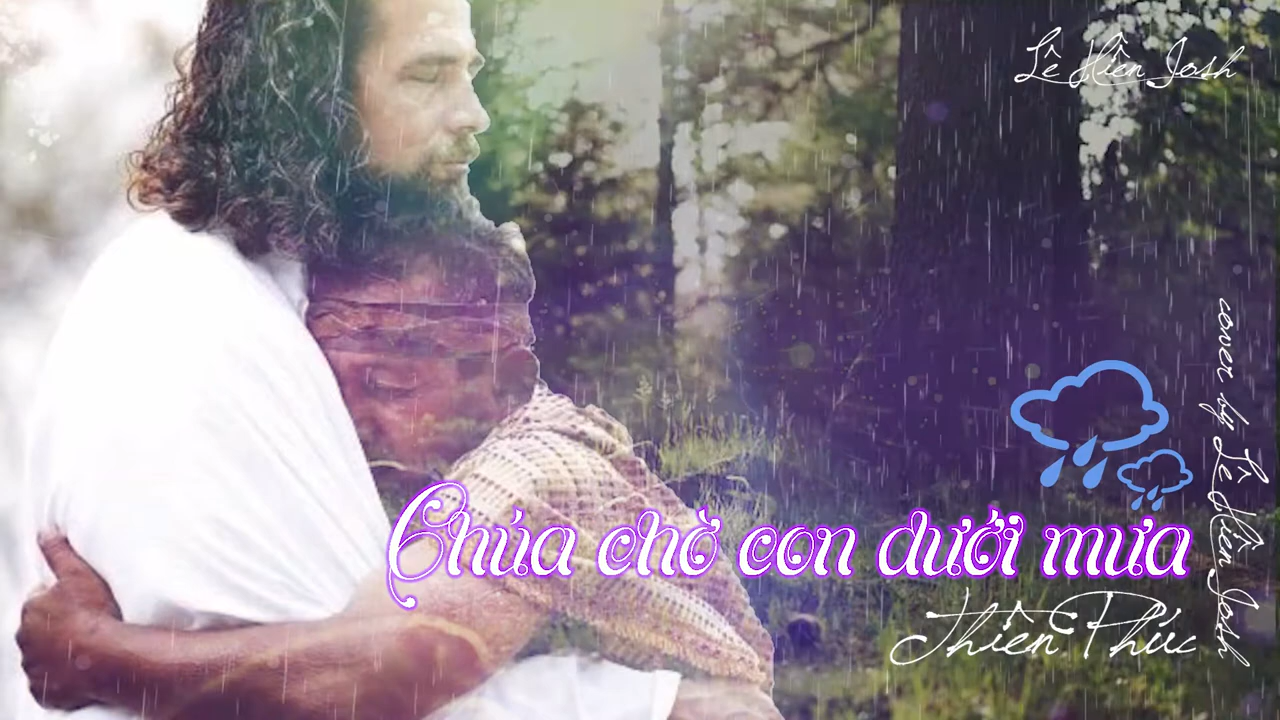 Lê Hiền Josh
Chúa chờ con dưới mưa
Thiên Phúc
cover by Lê Hiền Josh